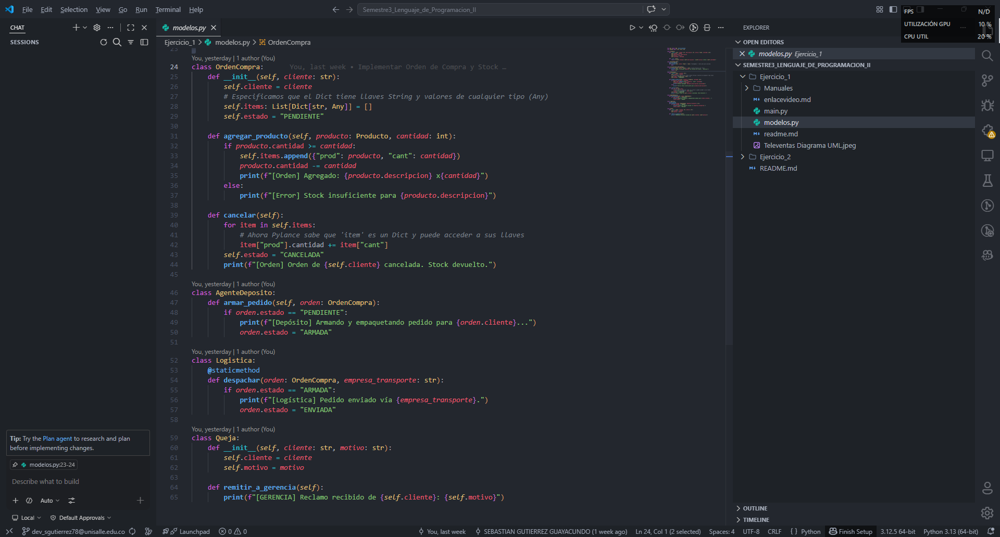 File Edit Selection View Go Run Terminal Help
Semestre3_Lenguaje_de_Programacion_II
FPS N/D
UTILIZACIÓN GPU 10 %
CPU UTIL 20 %
CHAT
SESSIONS
modelos.py
Ejercicio_1 > modelos.py > OrdenCompra
23
You, yesterday | 1 author (You)
24 class OrdenCompra: You, last week • Implementar Orden de Compra y Stock …
25 def __init__(self, cliente: str):
26 self.cliente = cliente
27 # Especificamos que el Dict tiene llaves String y valores de cualquier tipo (Any)
28 self.items: List[Dict[str, Any]] = []
29 self.estado = "PENDIENTE"
30
31 def agregar_producto(self, producto: Producto, cantidad: int):
32 if producto.cantidad >= cantidad:
33 self.items.append({"prod": producto, "cant": cantidad})
34 producto.cantidad -= cantidad
35 print(f"[Orden] Agregado: {producto.descripcion} x{cantidad}")
36 else:
37 print(f"[Error] Stock insuficiente para {producto.descripcion}")
38
39 def cancelar(self):
40 for item in self.items:
41 # Ahora Pylance sabe que 'item' es un Dict y puede acceder a sus llaves
42 item["prod"].cantidad += item["cant"]
43 self.estado = "CANCELADA"
44 print(f"[Orden] Orden de {self.cliente} cancelada. Stock devuelto.")
45
You, yesterday | 1 author (You)
46 class AgenteDeposito:
47 def armar_pedido(self, orden: OrdenCompra):
48 if orden.estado == "PENDIENTE":
49 print(f"[Depósito] Armando y empaquetando pedido para {orden.cliente}...")
50 orden.estado = "ARMADA"
51
You, yesterday | 1 author (You)
52 class Logistica:
53 @staticmethod
54 def despachar(orden: OrdenCompra, empresa_transporte: str):
55 if orden.estado == "ARMADA":
56 print(f"[Logística] Pedido enviado vía {empresa_transporte}.")
57 orden.estado = "ENVIADA"
58
You, yesterday | 1 author (You)
59 class Queja:
60 def __init__(self, cliente: str, motivo: str):
61 self.cliente = cliente
62 self.motivo = motivo
63
64 def remitir_a_gerencia(self):
65 print(f"[GERENCIA] Reclamo recibido de {self.cliente}: {self.motivo}")
Tip: Try the Plan agent to research and plan
before implementing changes.
modelos.py:23-24
Describe what to build
Auto
Local Default Approvals
EXPLORER
OPEN EDITORS
modelos.py Ejercicio_1
SEMESTRE3_LENGUAJE_DE_PROGRAMACION_II
Ejercicio_1
Manuales
enlacevideo.md
main.py
modelos.py
readme.md
Televentas Diagrama UML.jpeg
Ejercicio_2
README.md
OUTLINE
TIMELINE
dev_sgutierrez78@unisalle.edu.co Launchpad 0 0 You, last week SEBASTIAN GUTIERREZ GUAYACUNDO (1 week ago) Ln 24, Col 1 (2 selected) Spaces: 4 UTF-8 CRLF { } Python Finish Setup 3.12.5 64-bit Python 3.13 (64-bit)